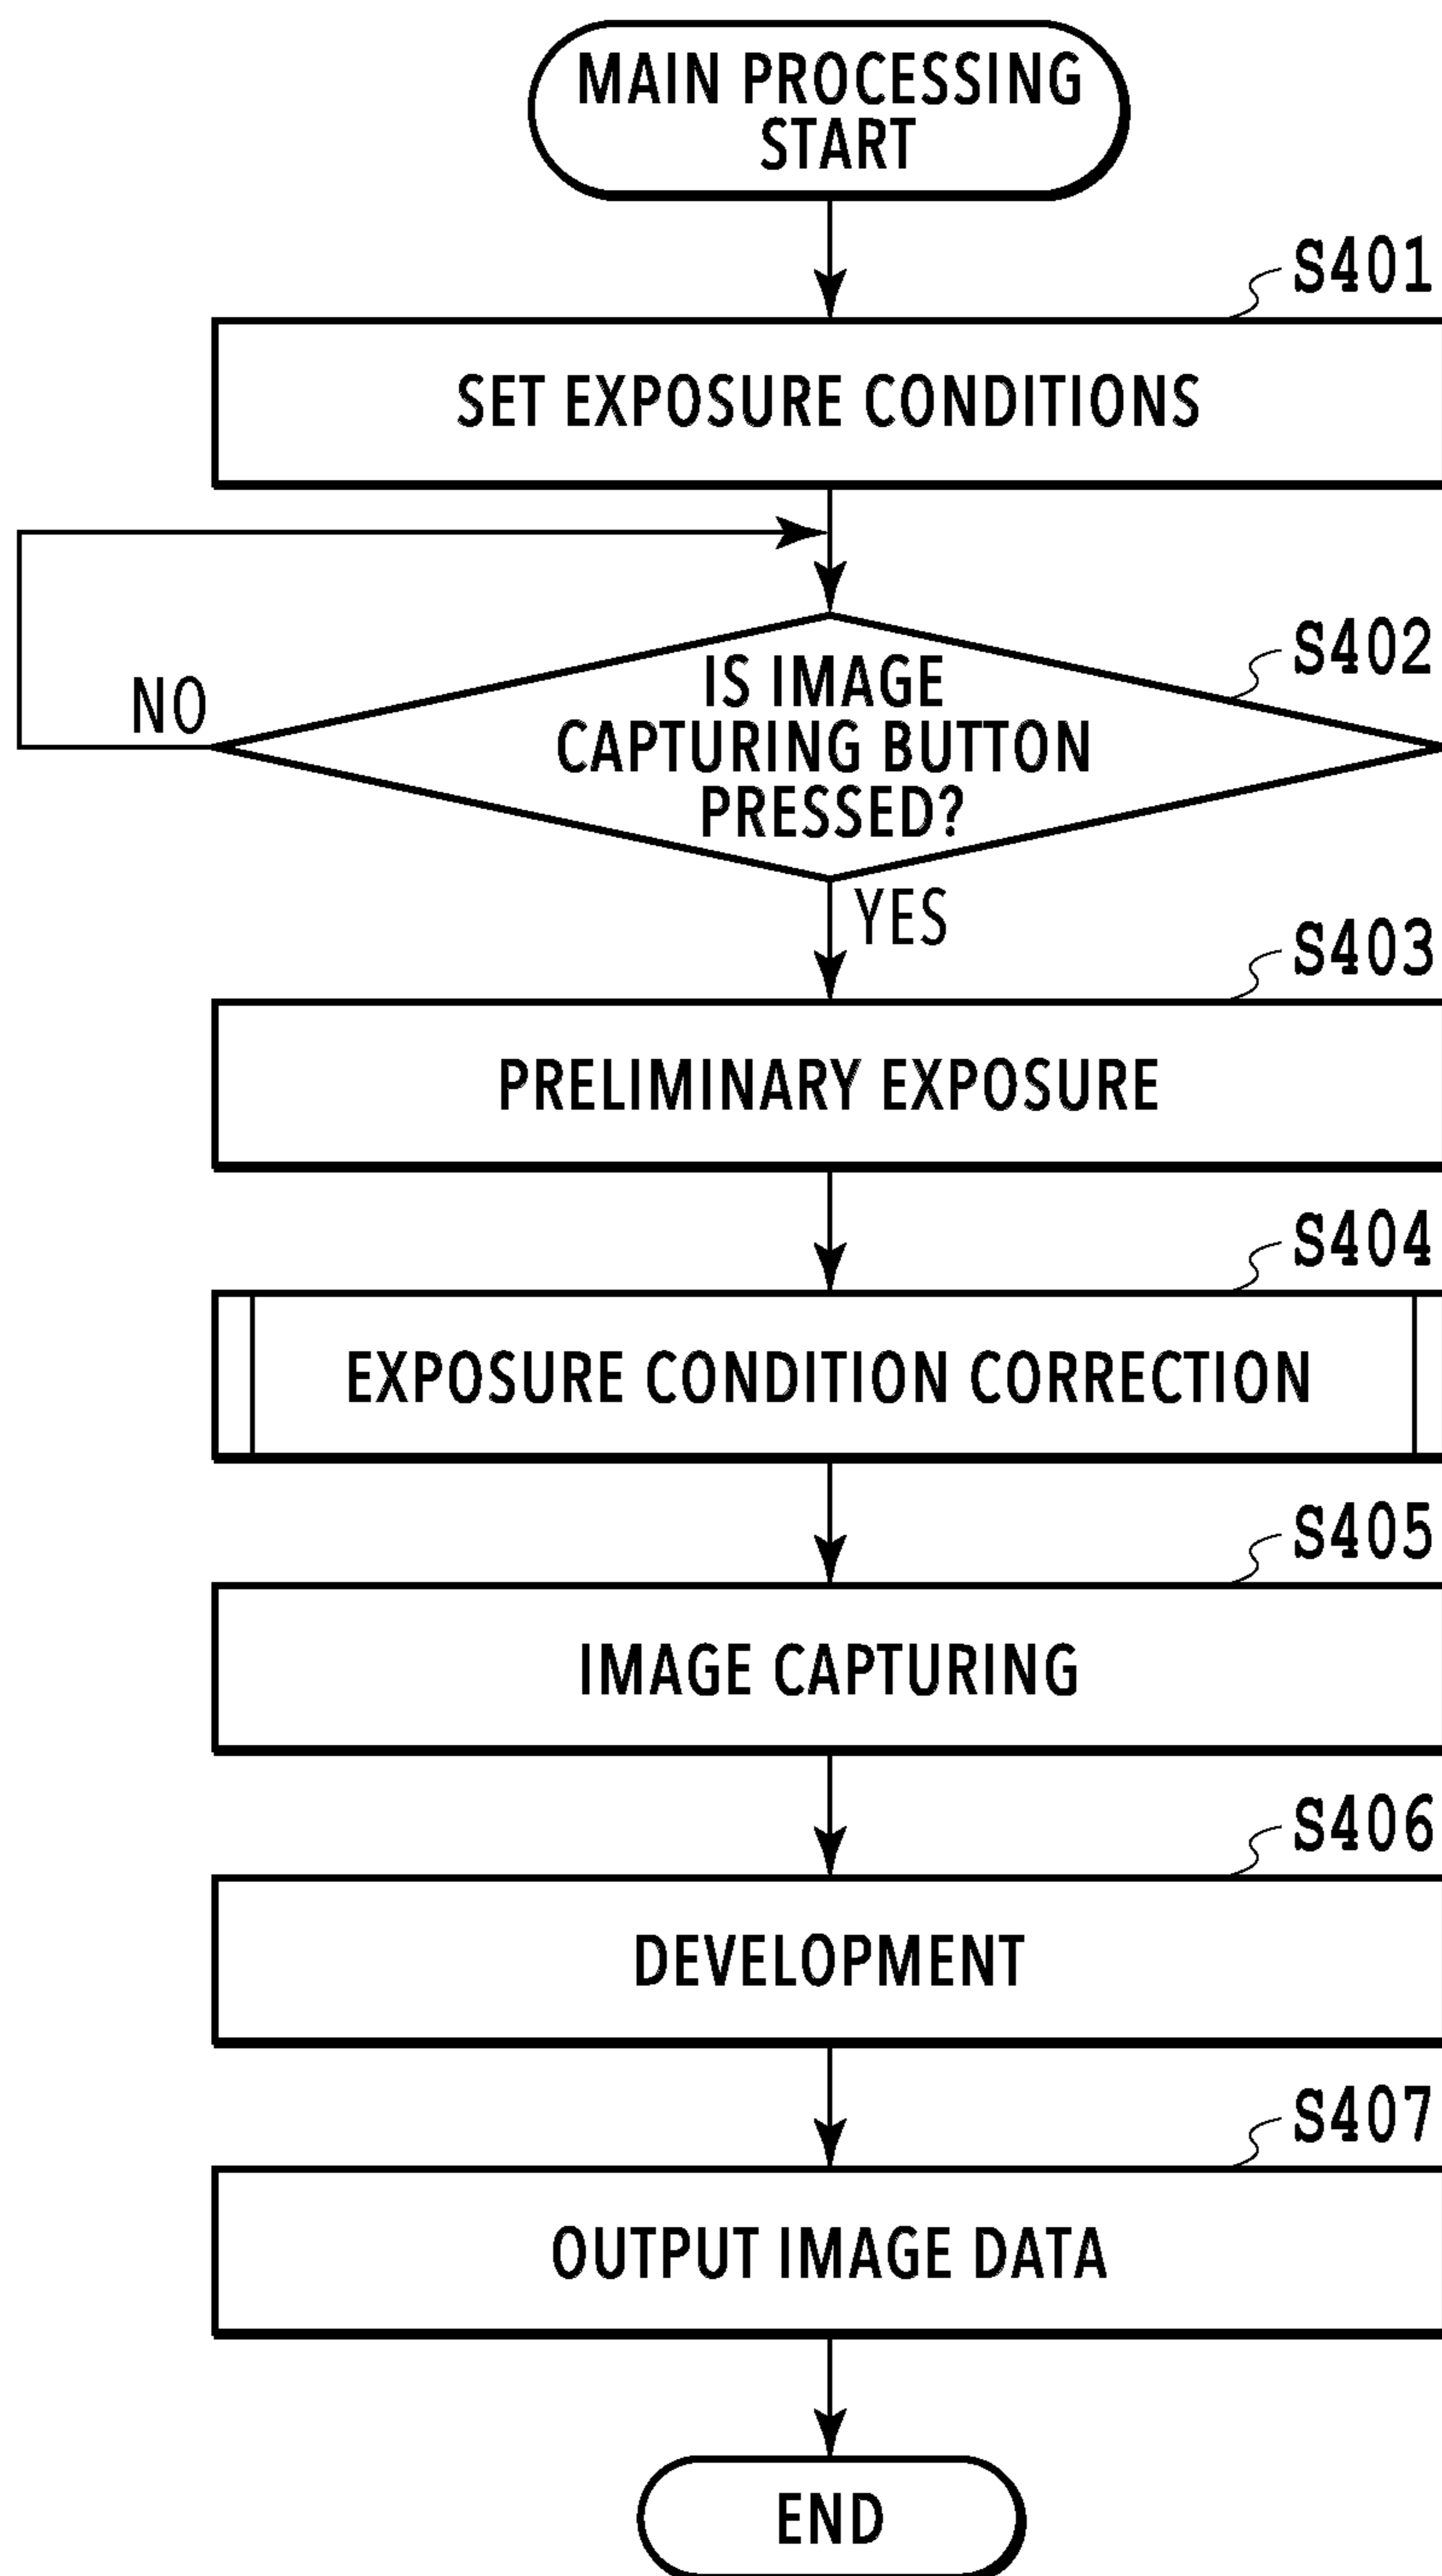 MAIN PROCESSING
START
S401
SET EXPOSURE CONDITIONS
S402
IS IMAGE
CAPTURING BUTTON
PRESSED?
NO
YES
S403
PRELIMINARY EXPOSURE
S404
EXPOSURE CONDITION CORRECTION
S405
IMAGE CAPTURING
S406
DEVELOPMENT
S407
OUTPUT IMAGE DATA
END